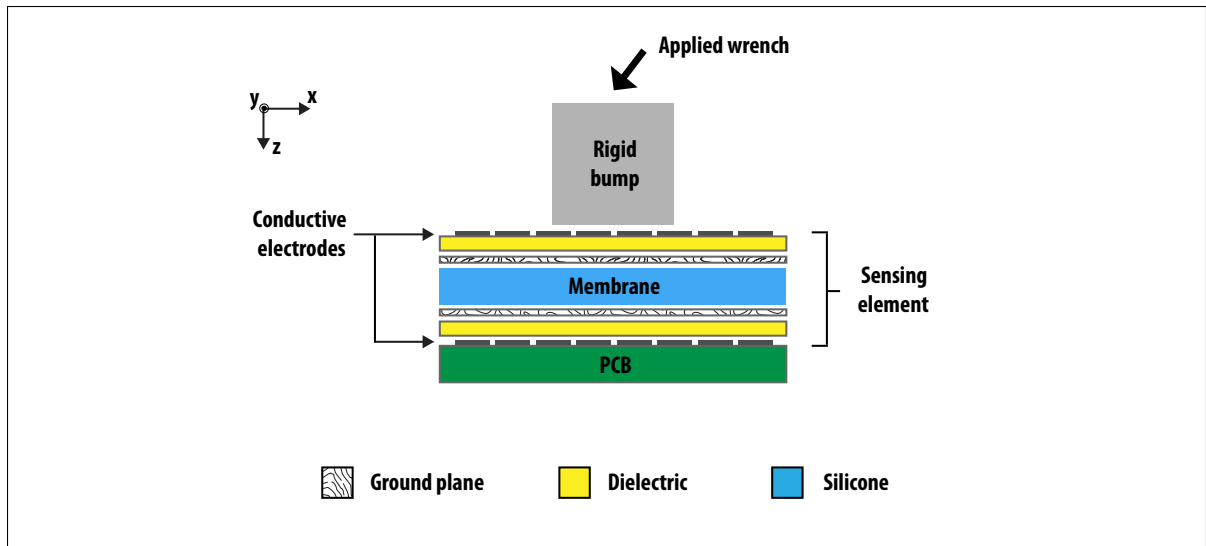 Applied wrench
y
x
z
Rigid
bump
Conductive
electrodes
Membrane
Sensing
element
PCB
Ground plane
Dielectric
Silicone